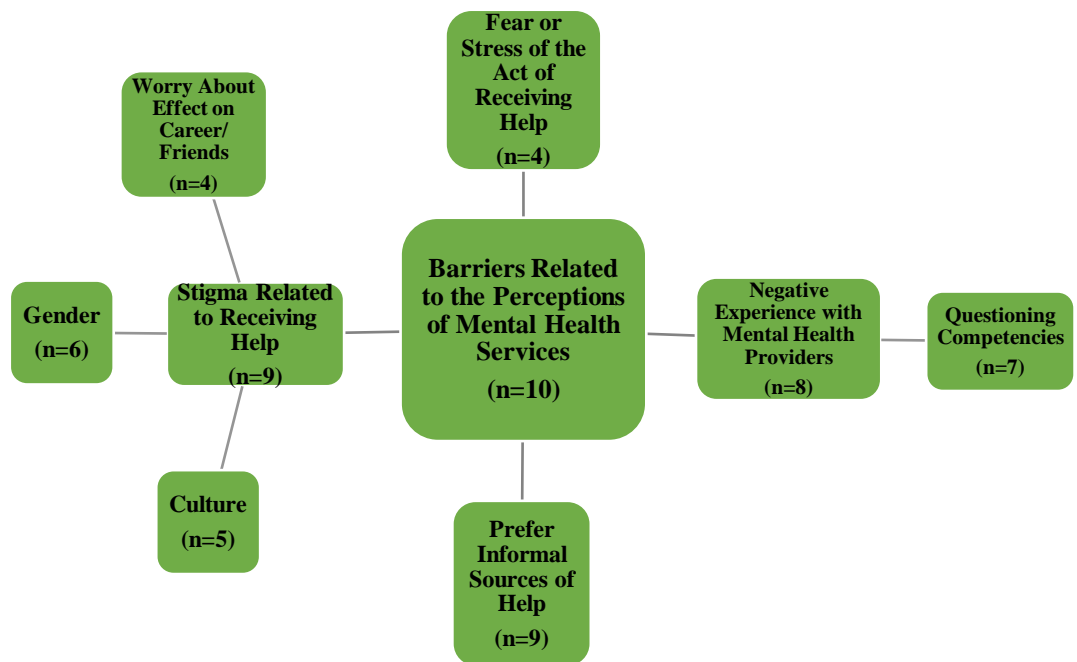 Fear or
Stress of the
Act of
Receiving
Help
(n=4)
Worry About
Effect on
Career/
Friends
(n=4)
Barriers Related
to the Perceptions
of Mental Health
Services
(n=10)
Gender
(n=6)
Stigma Related
to Receiving
Help
(n=9)
Negative
Experience with
Mental Health
Providers
(n=8)
Questioning
Competencies
(n=7)
Culture
(n=5)
Prefer
Informal
Sources of
Help
(n=9)